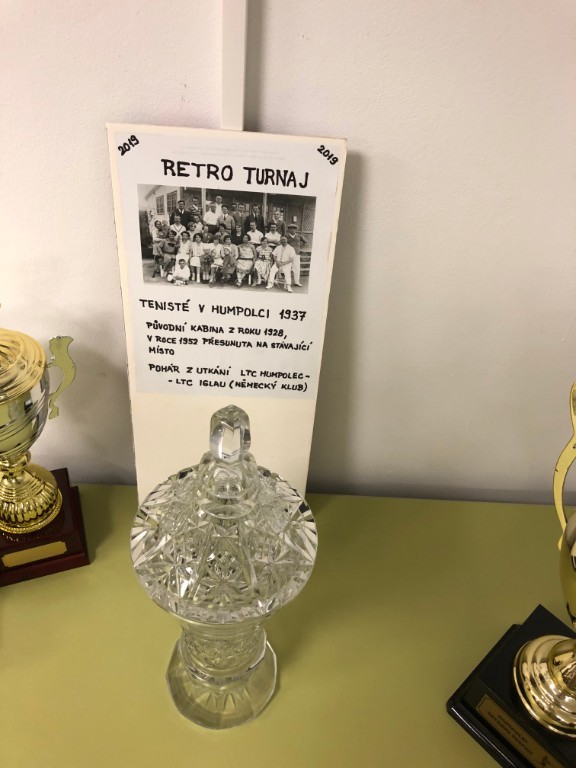 2019
2019
RETRO TURNAJ
TENISTÉ V HUMPOLCI 1937
PŮVODNÍ KABINA Z ROKU 1928,
V ROCE 1952 PŘESUNUTA NA STÁVAJÍCÍ
MÍSTO
POHÁR Z UTKÁNÍ LTC HUMPOLEC-
-LTC IGLAU (NĚMECKÝ KLUB)